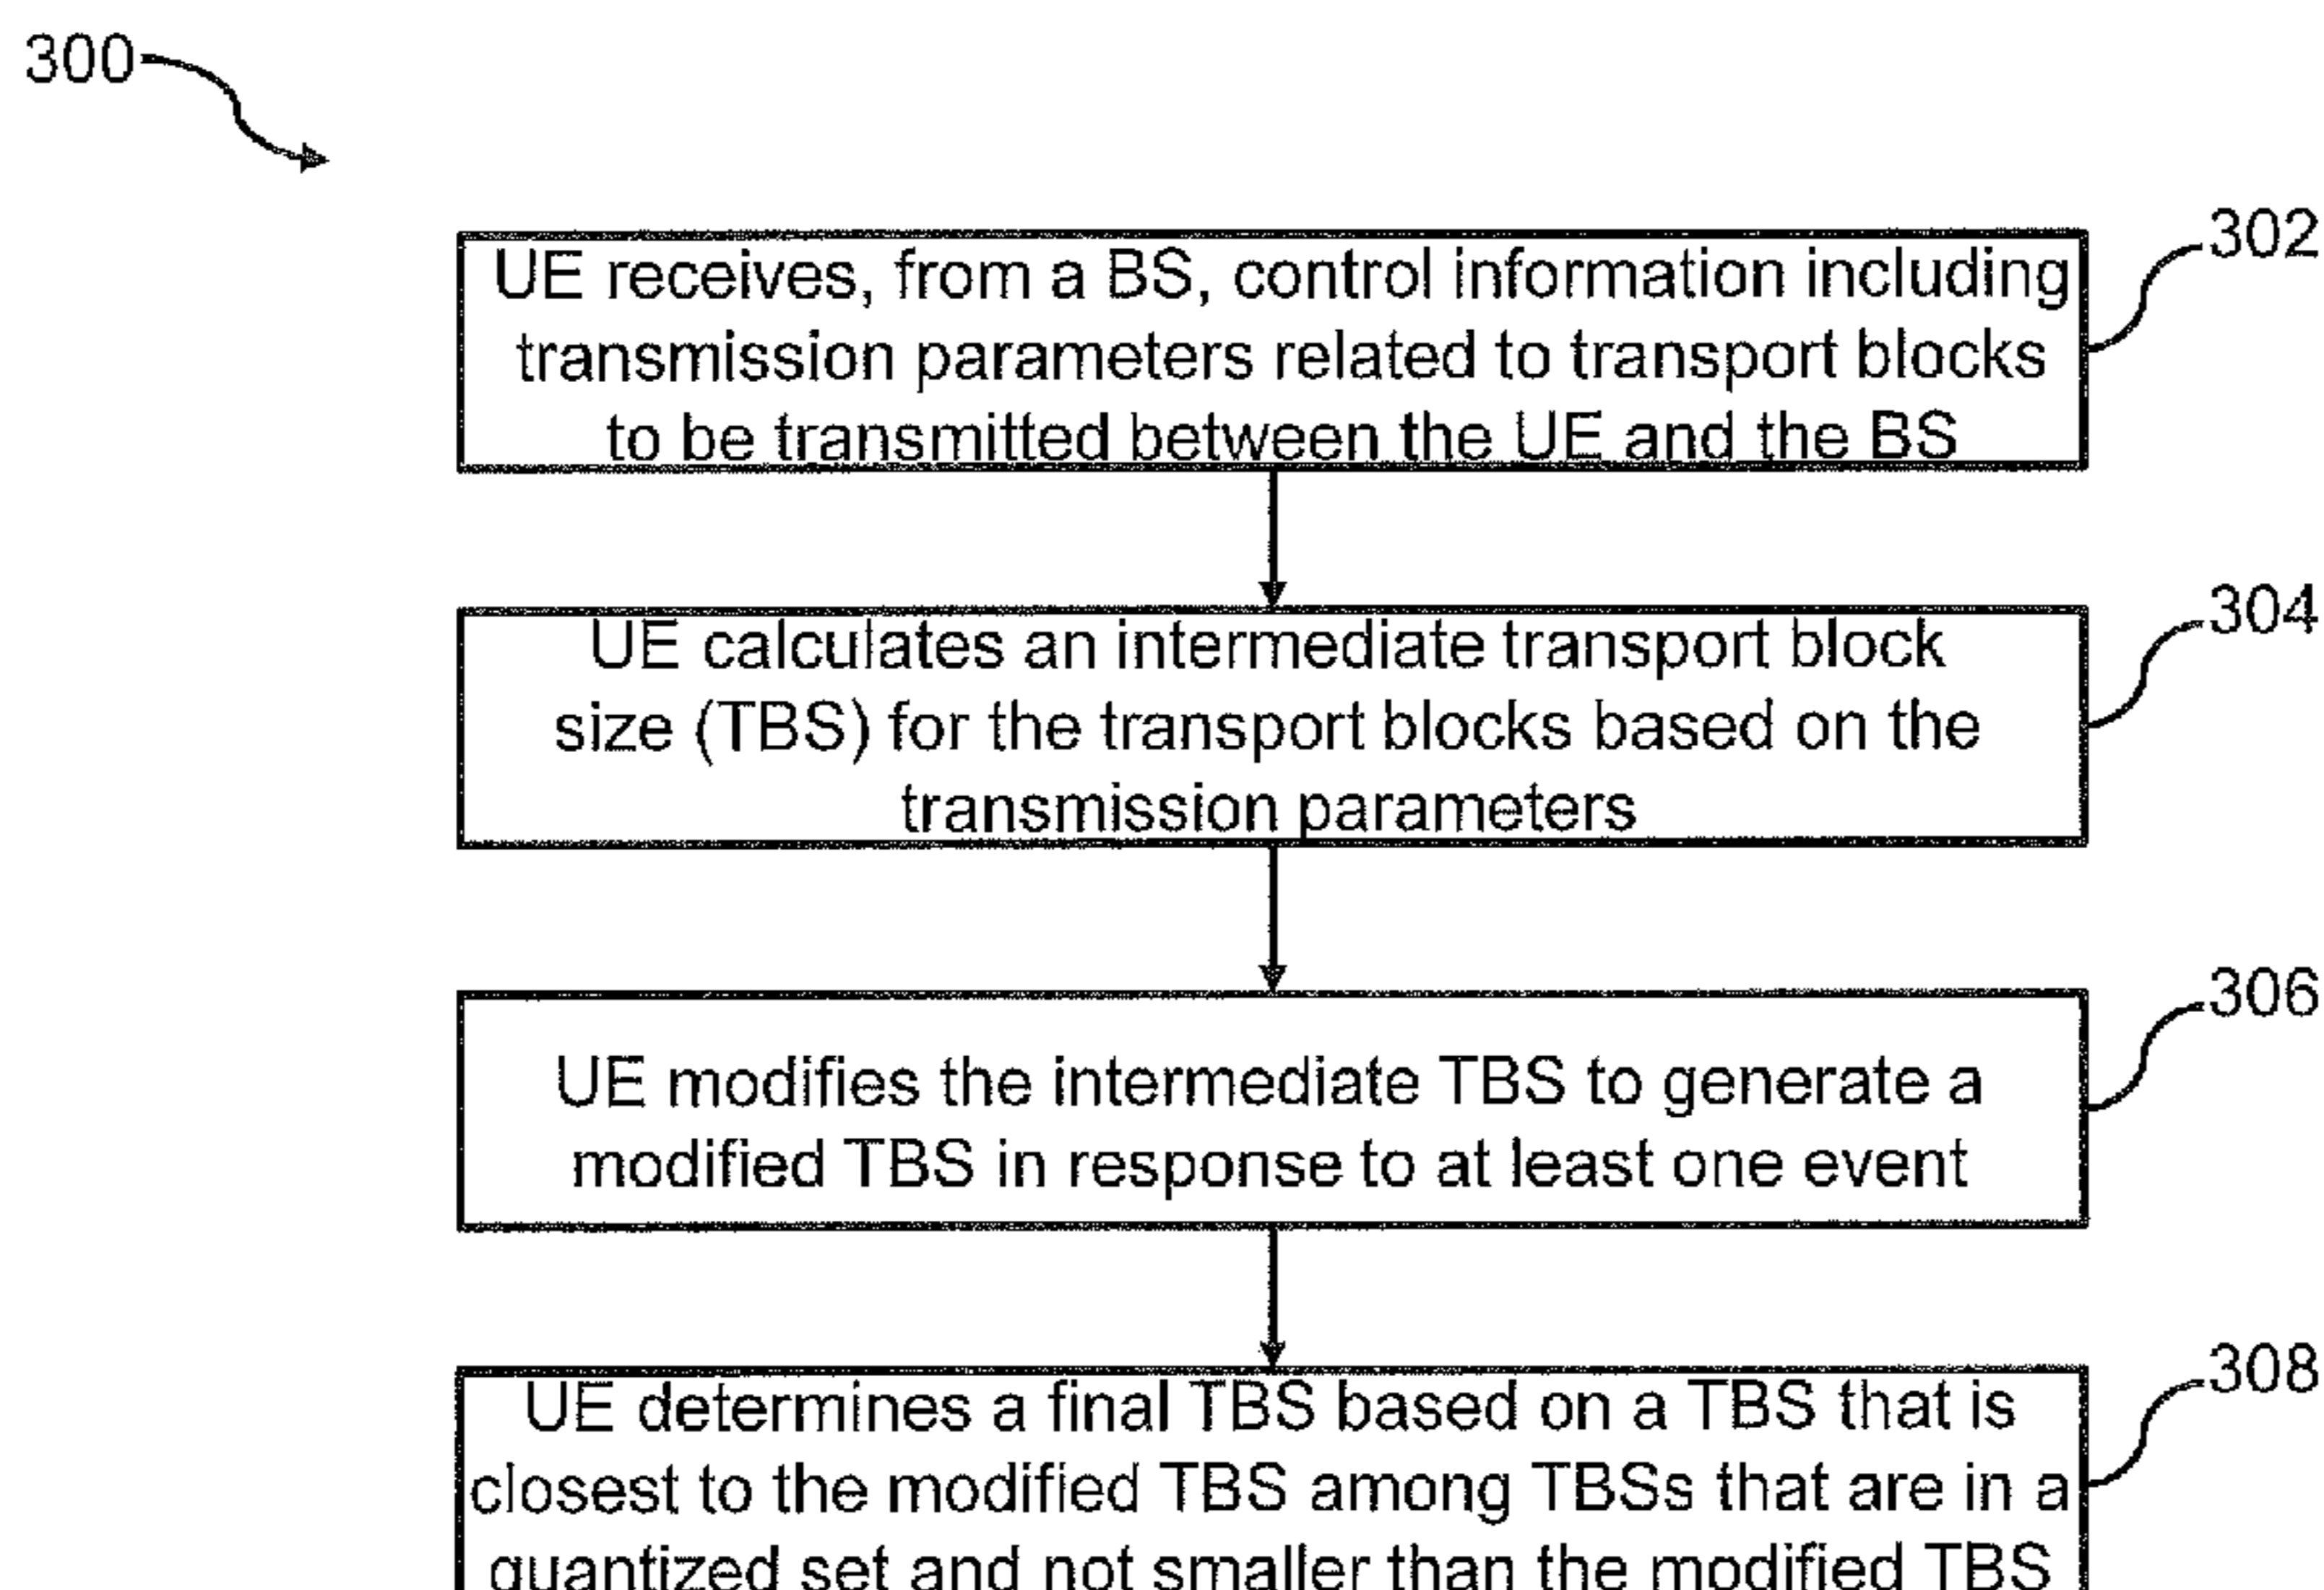 300
302
UE receives, from a BS, control information including
transmission parameters related to transport blocks
to be transmitted between the UE and the BS
304
UE calculates an intermediate transport block
size (TBS) for the transport blocks based on the
transmission parameters
306
UE modifies the intermediate TBS to generate a
modified TBS in response to at least one event
308
UE determines a final TBS based on a TBS that is
closest to the modified TBS among TBSs that are in a
quantized set and not smaller than the modified TBS